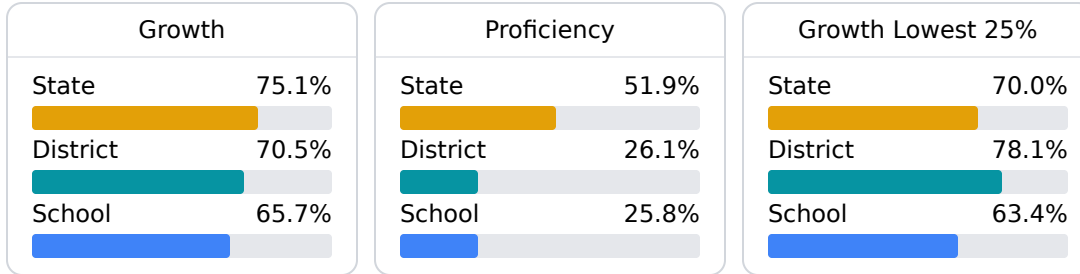 Growth
State 75.1%
District 70.5%
School 65.7%
Proficiency
State 51.9%
District 26.1%
School 25.8%
Growth Lowest 25%
State 70.0%
District 78.1%
School 63.4%